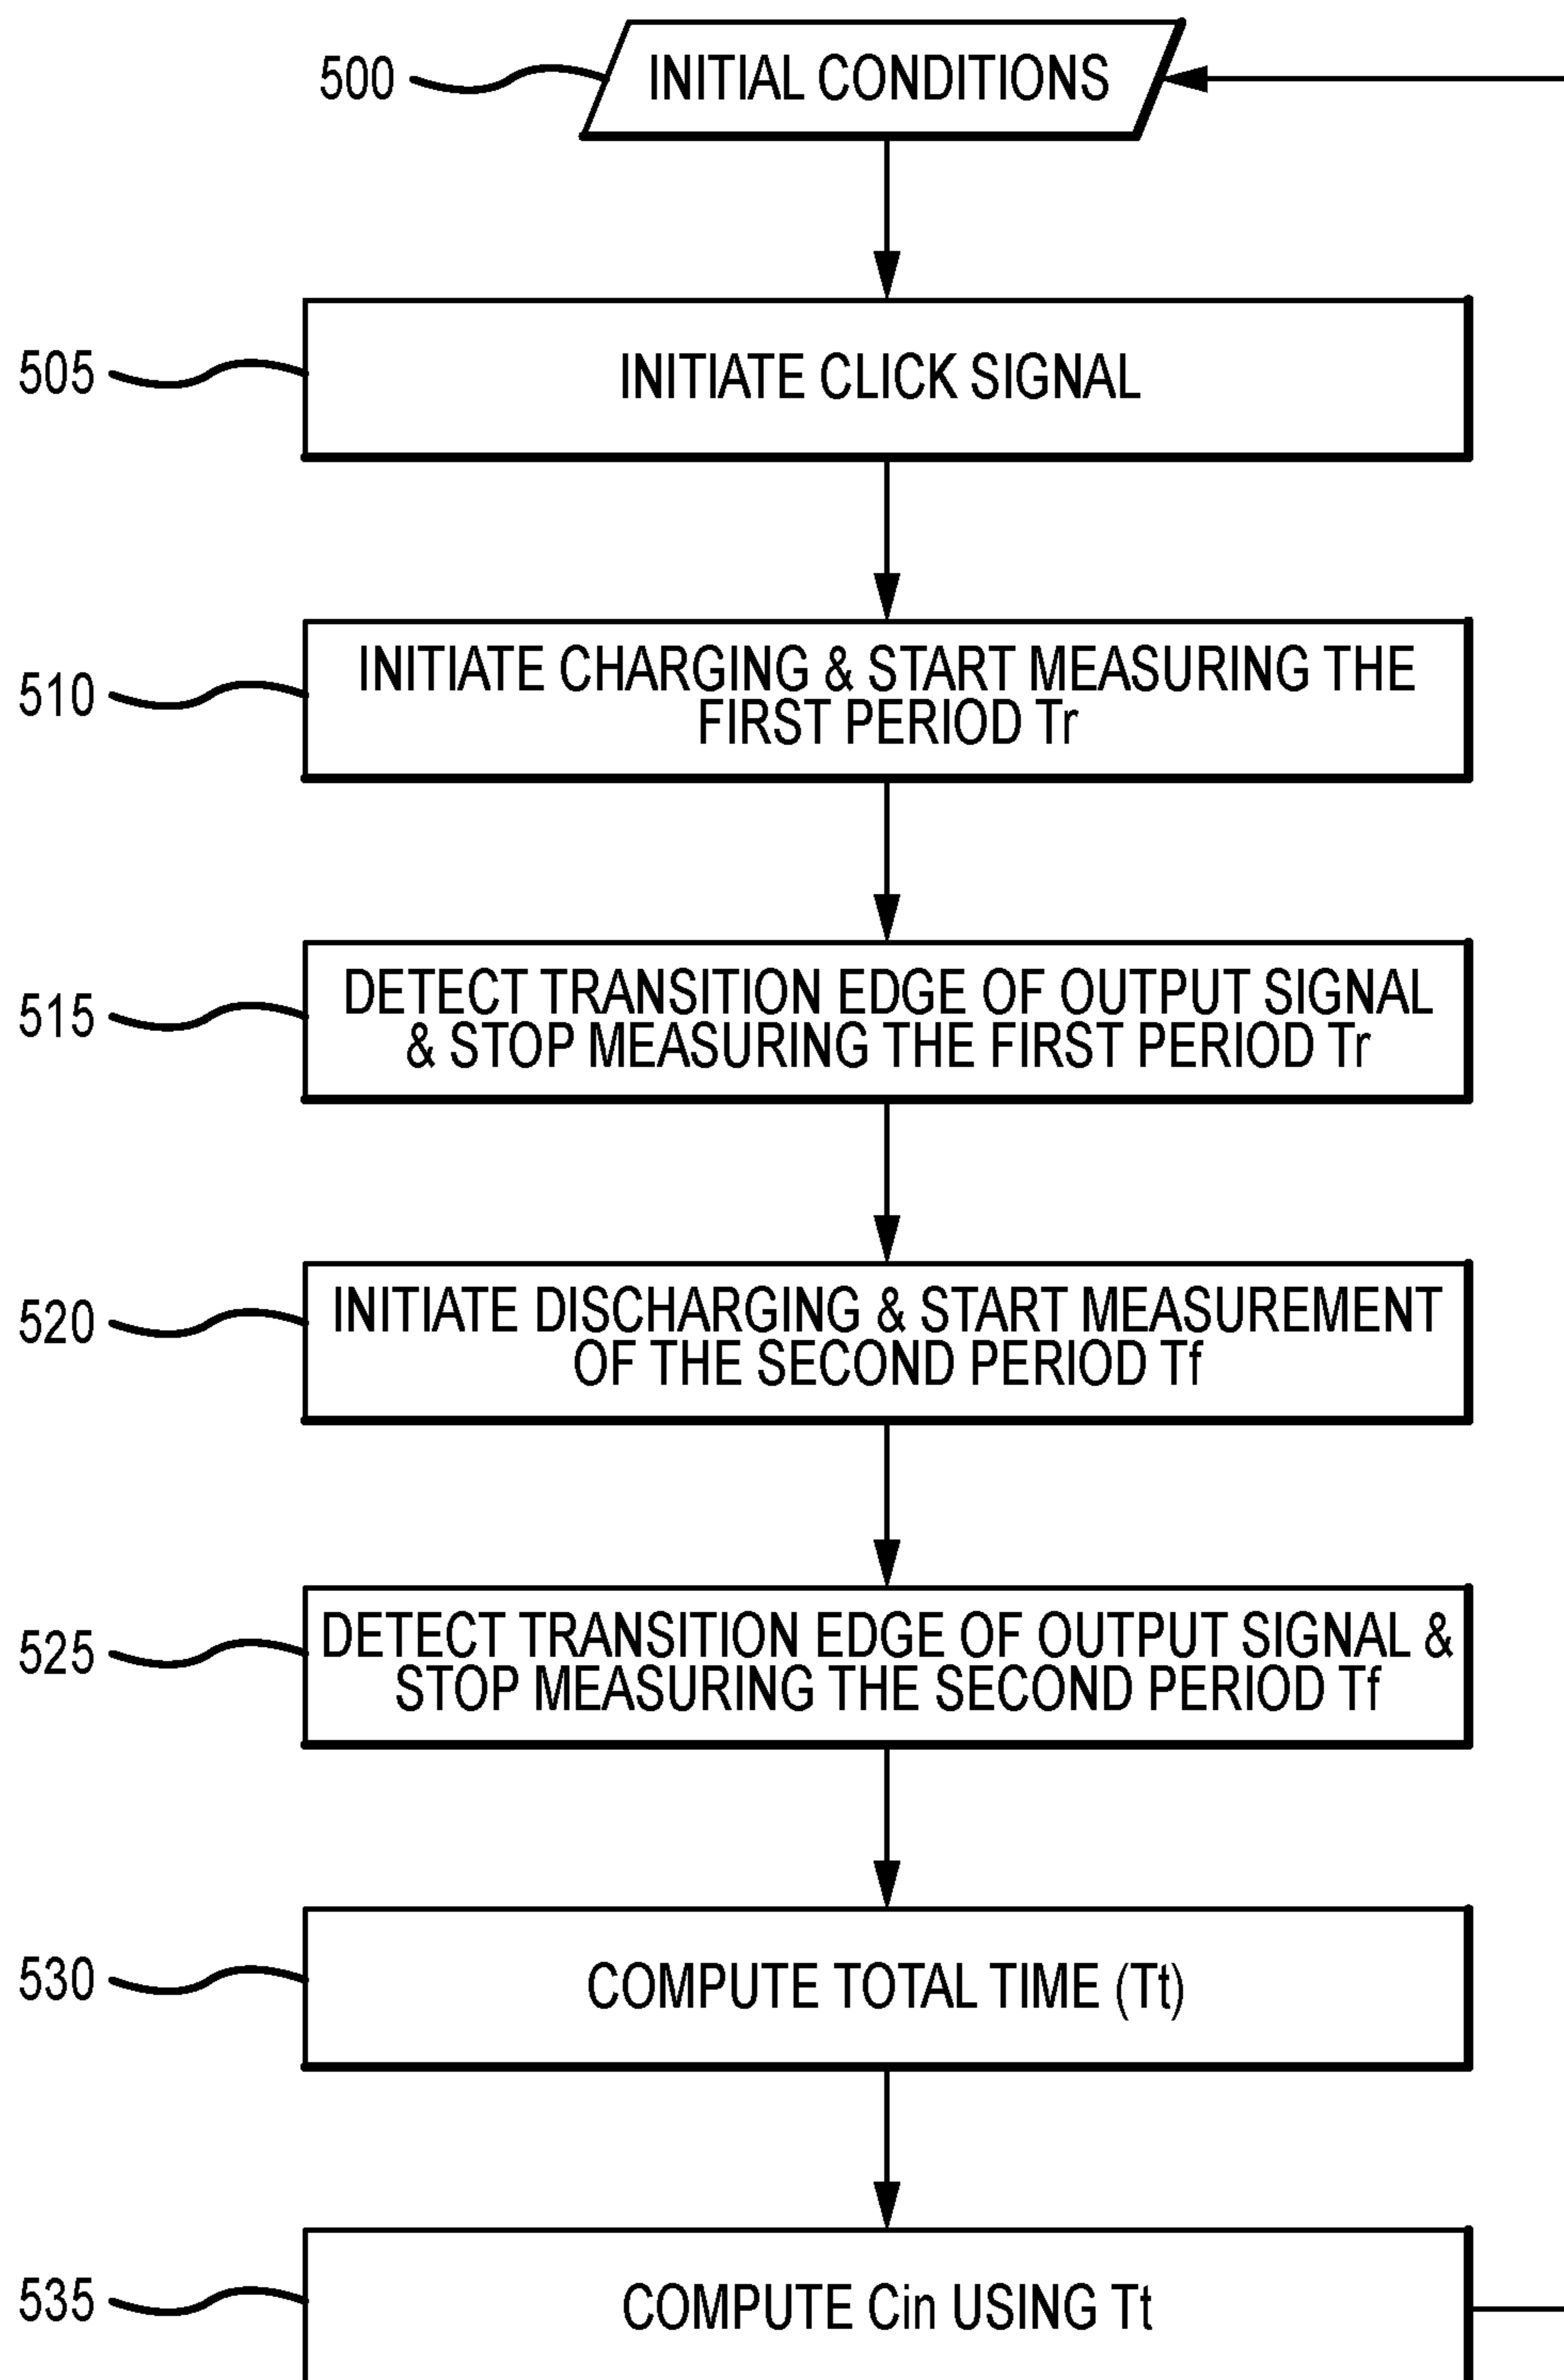 500
INITIAL CONDITIONS
505
INITIATE CLICK SIGNAL
510
INITIATE CHARGING & START MEASURING THE
FIRST PERIOD Tr
515
DETECT TRANSITION EDGE OF OUTPUT SIGNAL
& STOP MEASURING THE FIRST PERIOD Tr
520
INITIATE DISCHARGING & START MEASUREMENT
OF THE SECOND PERIOD Tf
525
DETECT TRANSITION EDGE OF OUTPUT SIGNAL &
STOP MEASURING THE SECOND PERIOD Tf
530
COMPUTE TOTAL TIME (Tt)
535
COMPUTE Cin USING Tt